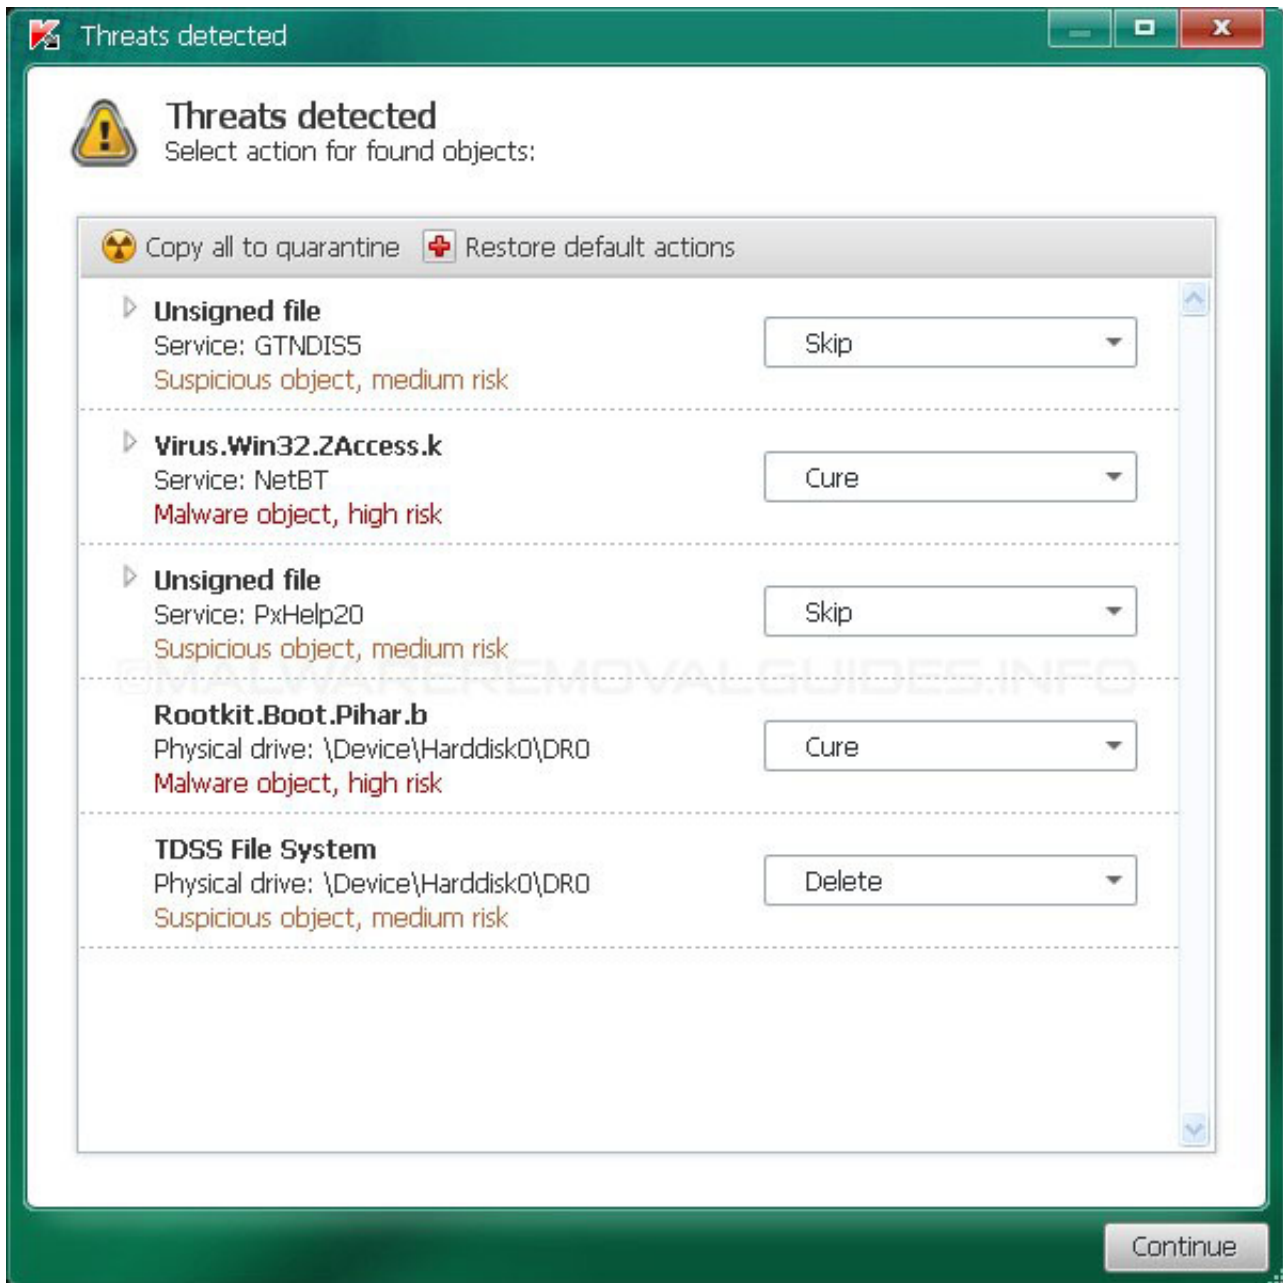 Threats detected
Threats detected
Select action for found objects:
Copy all to quarantine Restore default actions
Unsigned file
Service: GTNDIS5
Suspicious object, medium risk
Skip
Virus.Win32.ZAccess.k
Service: NetBT
Malware object, high risk
Cure
Unsigned file
Service: PxHelp20
Suspicious object, medium risk
Skip
©MALWAREREMOVALGUIDES.INFO
Rootkit.Boot.Pihar.b
Physical drive: \Device\Harddisk0\DR0
Malware object, high risk
Cure
TDSS File System
Physical drive: \Device\Harddisk0\DR0
Suspicious object, medium risk
Delete
Continue